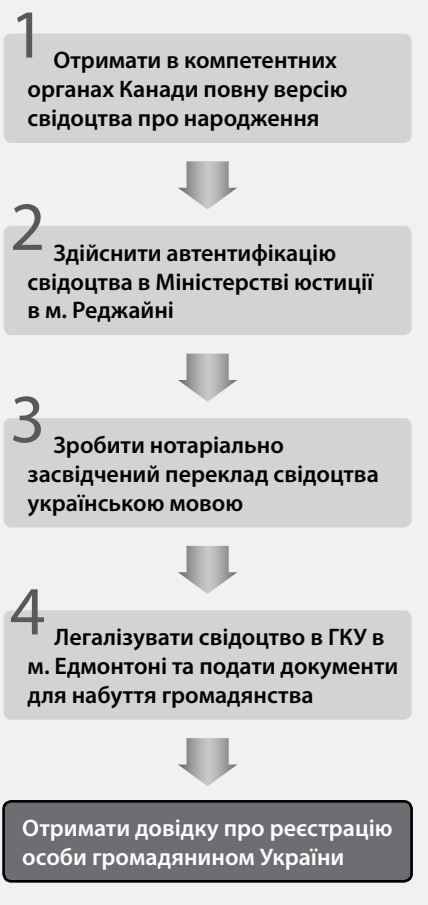 1
Отримати в компетентних
органах Канади повну версію
свідоцтва про народження
2
Здійснити автентифікацію
свідоцтва в Міністерстві юстиції
в м. Реджайні
3
Зробити нотаріально
засвідчений переклад свідоцтва
українською мовою
4
Легалізувати свідоцтво в ГКУ в
м. Едмонтоні та подати документи
для набуття громадянства
Отримати довідку про реєстрацію
особи громадянином України